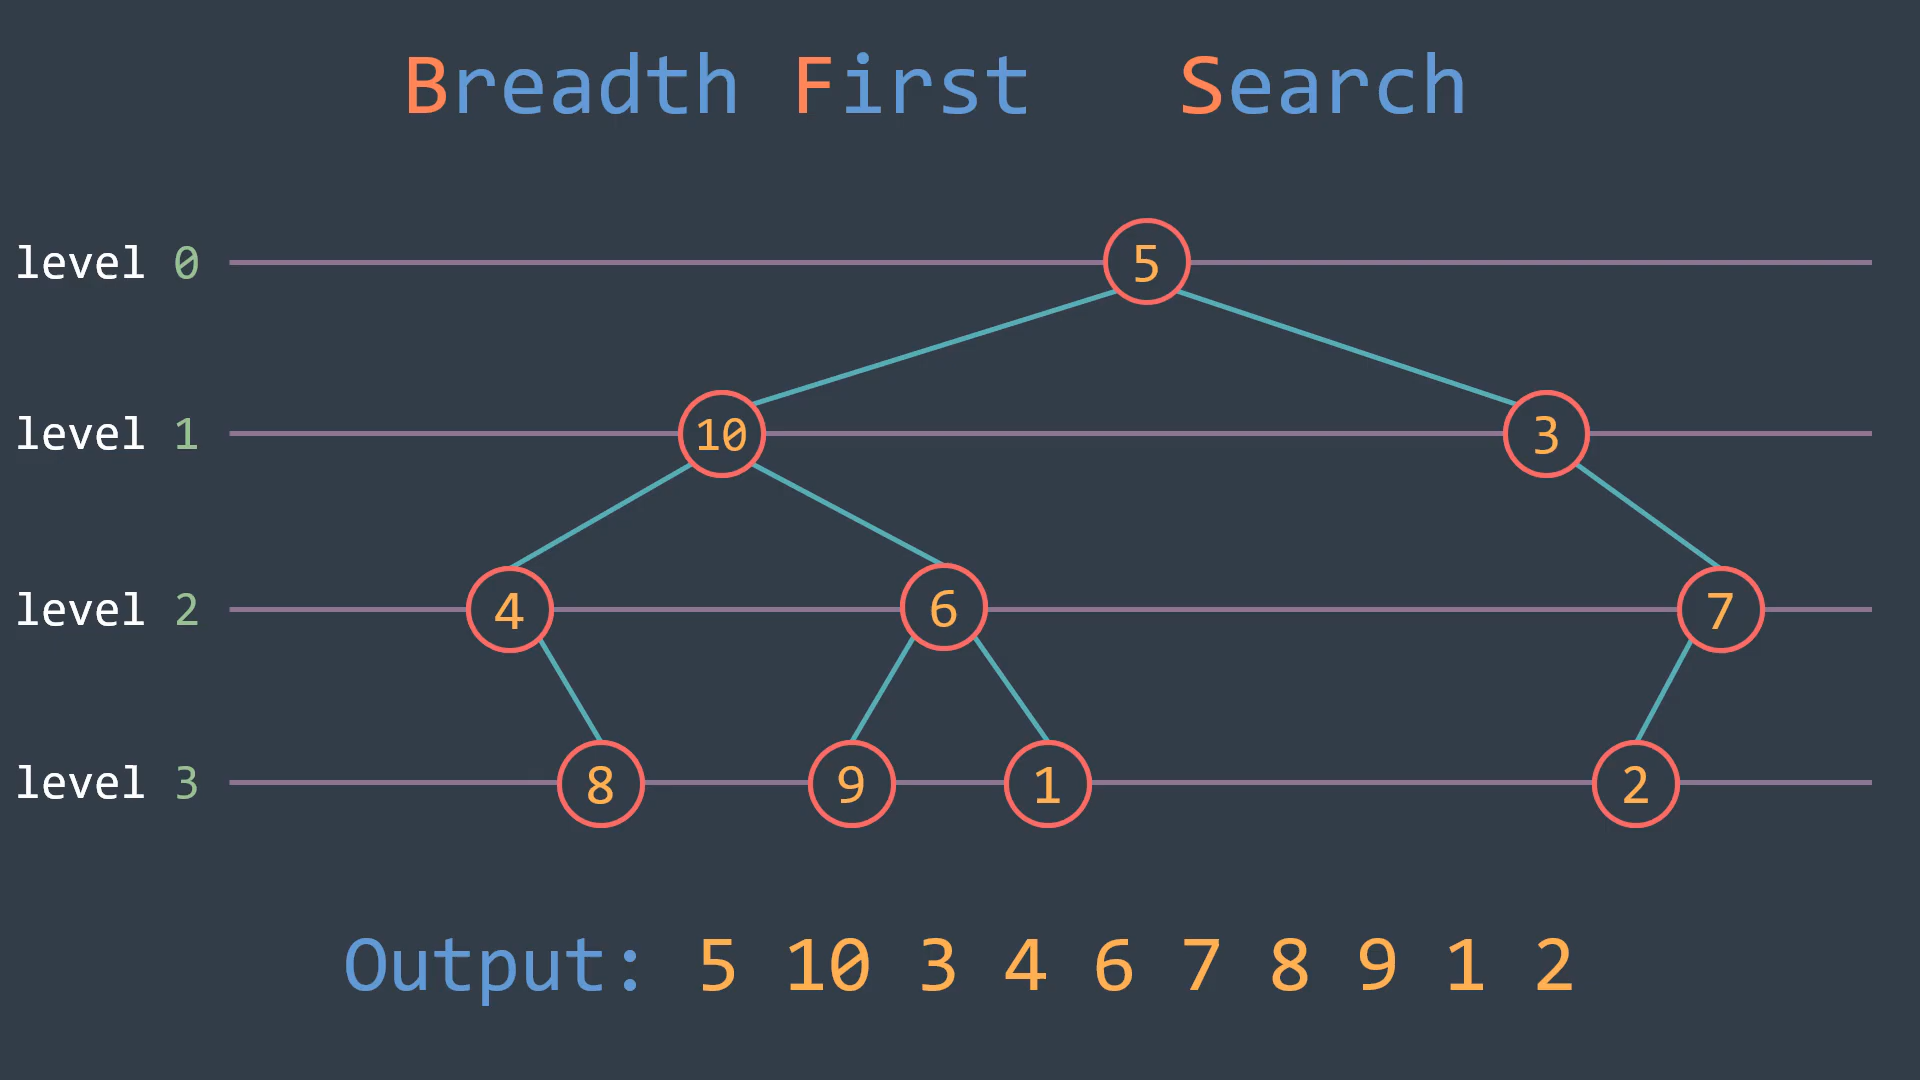 Breadth First Search
level 0 5
level 1 10 3
level 2 4 6 7
level 3 8 9 1 2
Output: 5 10 3 4 6 7 8 9 1 2